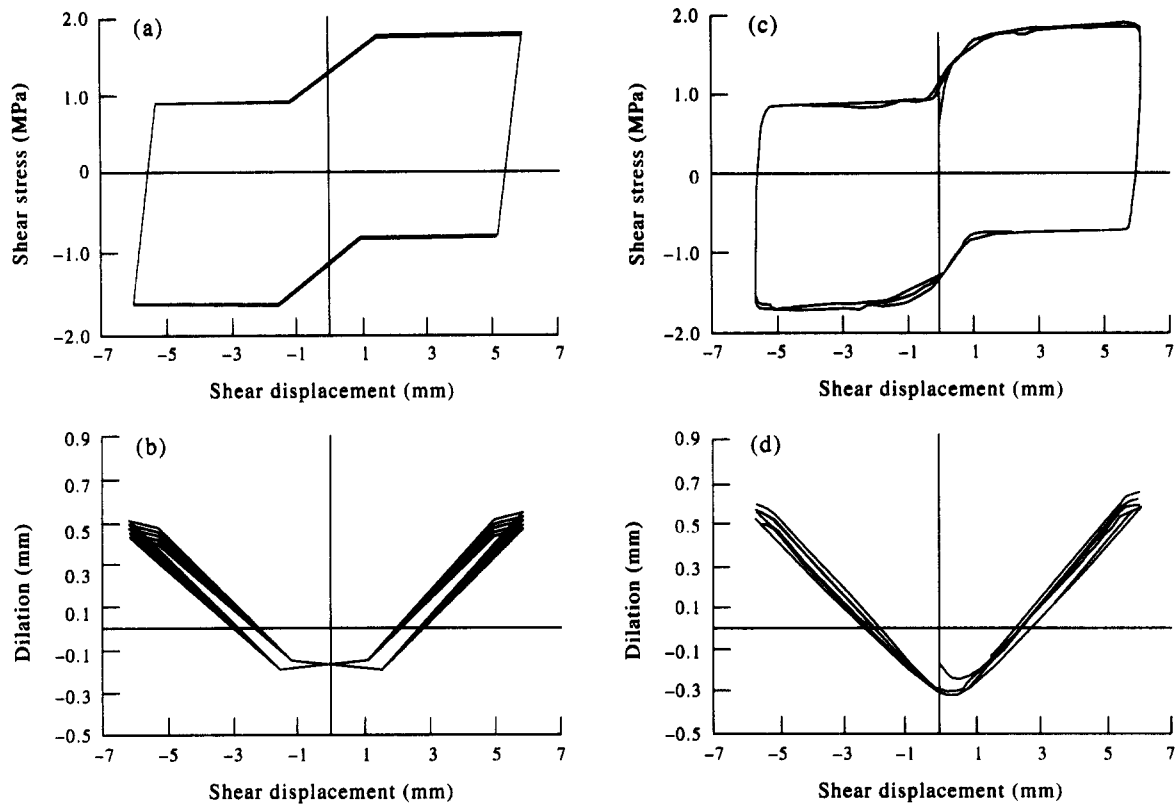 (a)
2.0
1.0
0
-1.0
-2.0
Shear stress (MPa)
-7 -5 -3 -1 1 3 5 7
Shear displacement (mm)
(c)
2.0
1.0
0
-1.0
-2.0
Shear stress (MPa)
-7 -5 -3 -1 1 3 5 7
Shear displacement (mm)
(b)
0.9
0.7
0.5
0.3
0.1
-0.1
-0.3
-0.5
Dilation (mm)
-7 -5 -3 -1 1 3 5 7
Shear displacement (mm)
(d)
0.9
0.7
0.5
0.3
0.1
-0.1
-0.3
-0.5
Dilation (mm)
-7 -5 -3 -1 1 3 5 7
Shear displacement (mm)